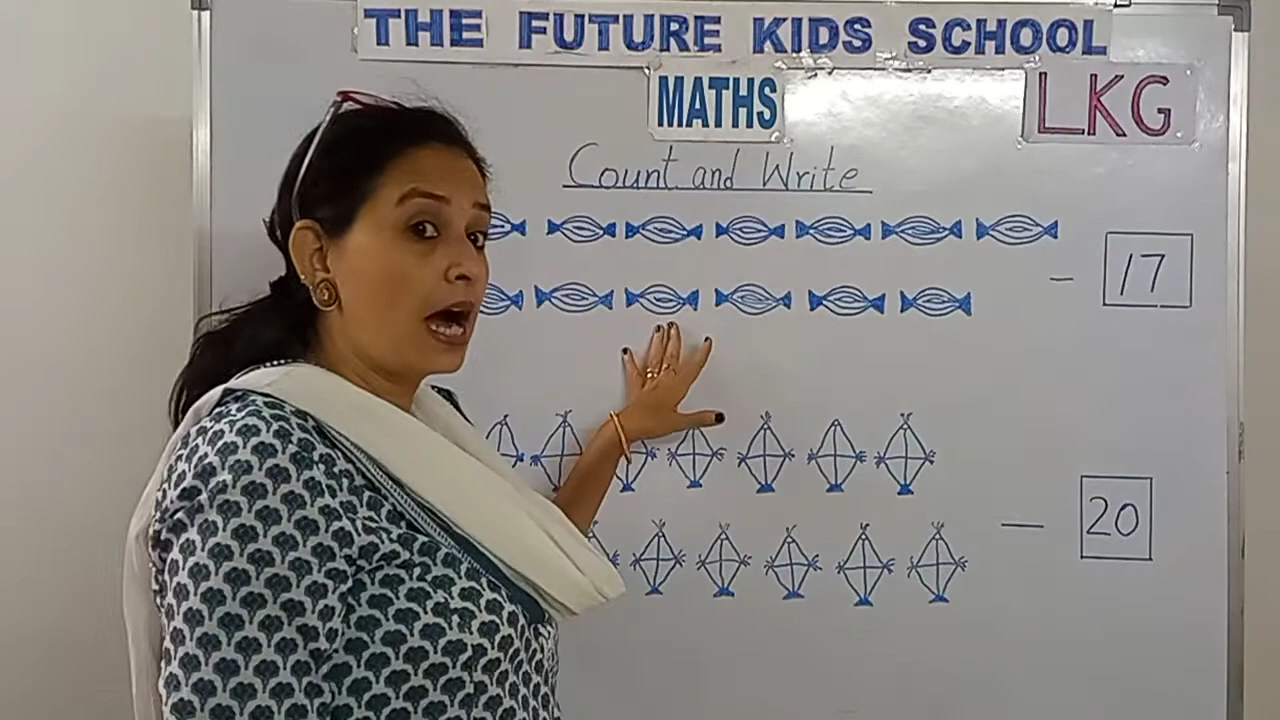 THE FUTURE KIDS SCHOOL
MATHS
LKG
Count and Write
- 17
- 20